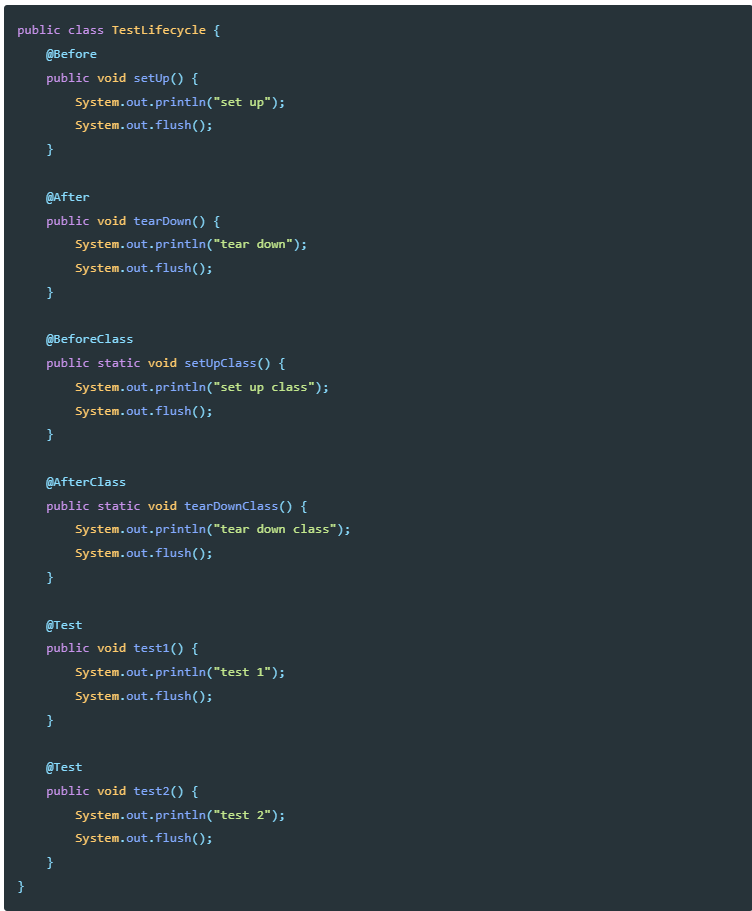 public class TestLifecycle {
    @Before
    public void setUp() {
        System.out.println("set up");
        System.out.flush();
    }

    @After
    public void tearDown() {
        System.out.println("tear down");
        System.out.flush();
    }

    @BeforeClass
    public static void setUpClass() {
        System.out.println("set up class");
        System.out.flush();
    }

    @AfterClass
    public static void tearDownClass() {
        System.out.println("tear down class");
        System.out.flush();
    }

    @Test
    public void test1() {
        System.out.println("test 1");
        System.out.flush();
    }

    @Test
    public void test2() {
        System.out.println("test 2");
        System.out.flush();
    }
}